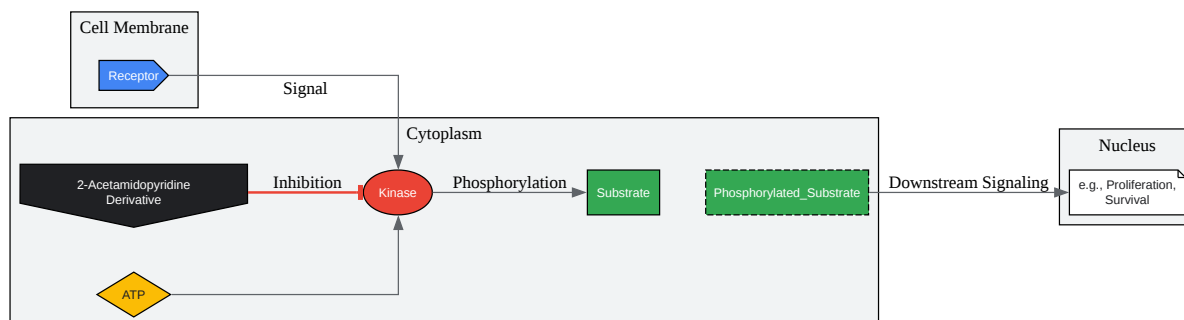 Cell Membrane
Receptor
Signal
Cytoplasm
Nucleus
2-Acetamidopyridine
Derivative
Inhibition
Kinase
Phosphorylation
Substrate
Phosphorylated_Substrate
Downstream Signaling
e.g., Proliferation,
Survival
ATP